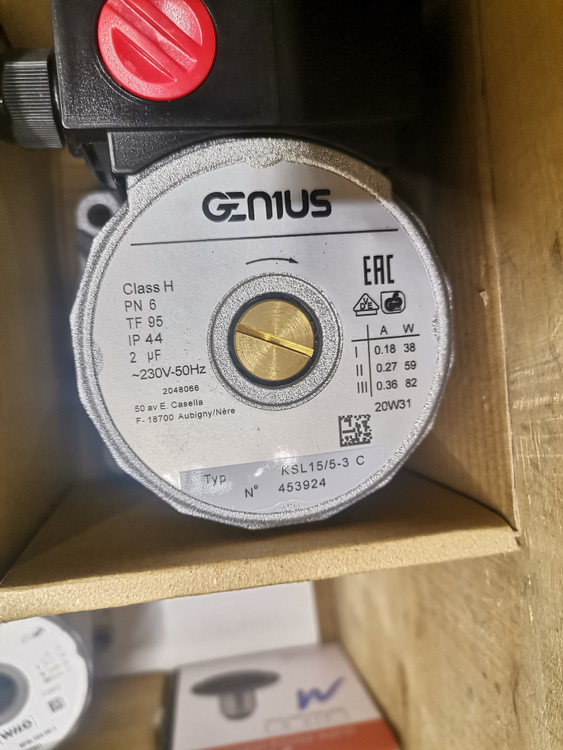 GENIUS
Class H
PN 6
TF 95
IP 44
2 µF
~230V-50Hz
2048066
50 av E. Casella
F- 18700 Aubigny/Nère
EAC
A W
I 0.18 38
II 0.27 59
III 0.36 82
20W31
Typ KSL15/5-3 C
N° 453924
wilo